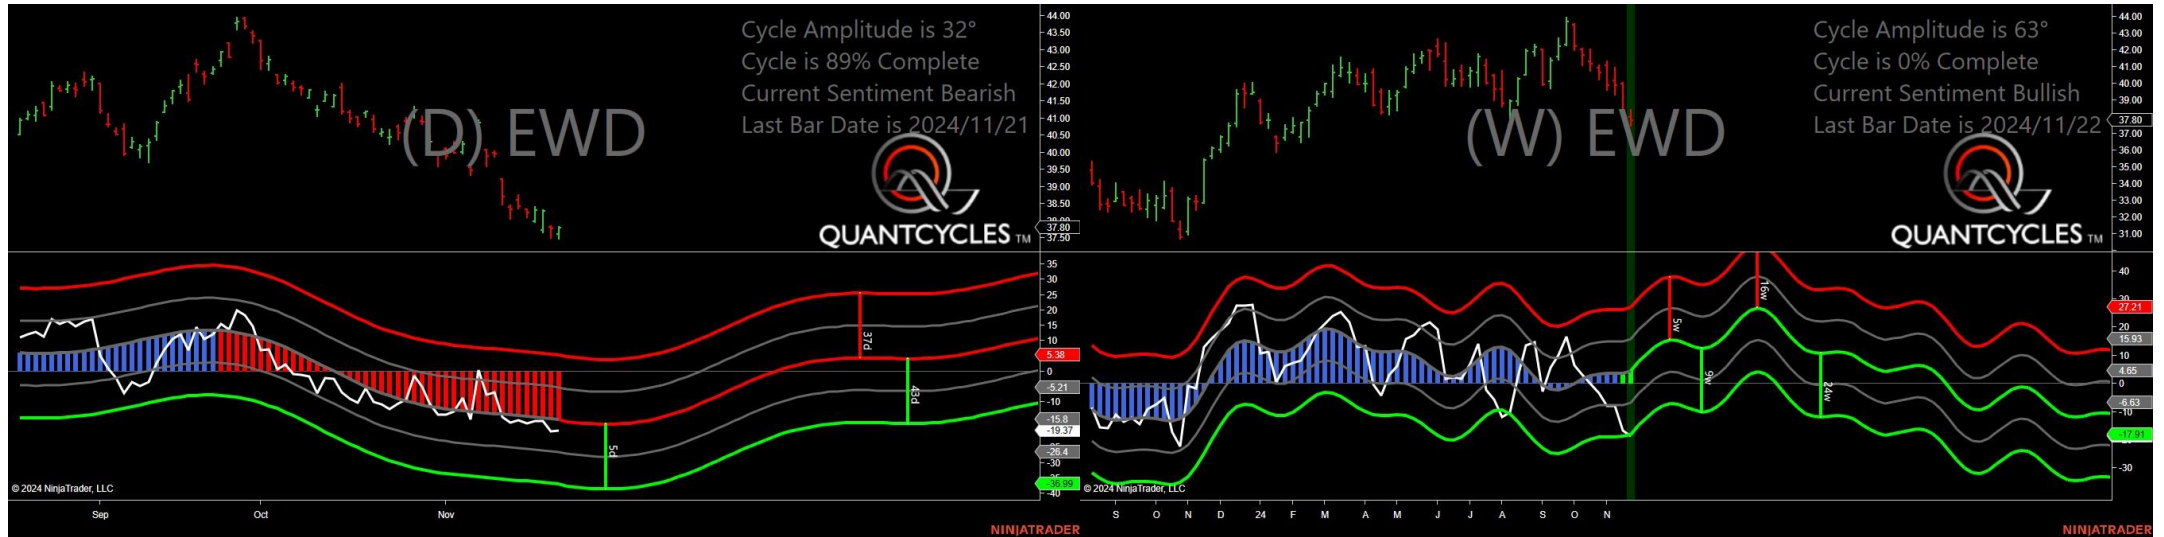 Cycle Amplitude is 32°
Cycle is 89% Complete
Current Sentiment Bearish
Last Bar Date is 2024/11/21
(D) EWD
QUANTCYCLES TM
44.00
43.50
43.00
42.50
42.00
41.50
41.00
40.50
40.00
39.50
39.00
38.50
38.00
37.80
37.50
35
30
25
20
15
10
5.38
0
-5.21
-10
-15.8
-19.37
-26.4
-30
-36.99
-40
5d
37d
43d
© 2024 NinjaTrader, LLC
Sep Oct Nov
NINJATRADER
Cycle Amplitude is 63°
Cycle is 0% Complete
Current Sentiment Bullish
Last Bar Date is 2024/11/22
(W) EWD
QUANTCYCLES TM
44.00
43.00
42.00
41.00
40.00
39.00
37.80
37.00
36.00
35.00
34.00
33.00
32.00
31.00
40
30
27.21
20
15.93
10
4.65
0
-6.63
-10
-17.91
-30
5w
9w
16w
24w
© 2024 NinjaTrader, LLC
S O N D 24 F M A M J J A S O N
NINJATRADER